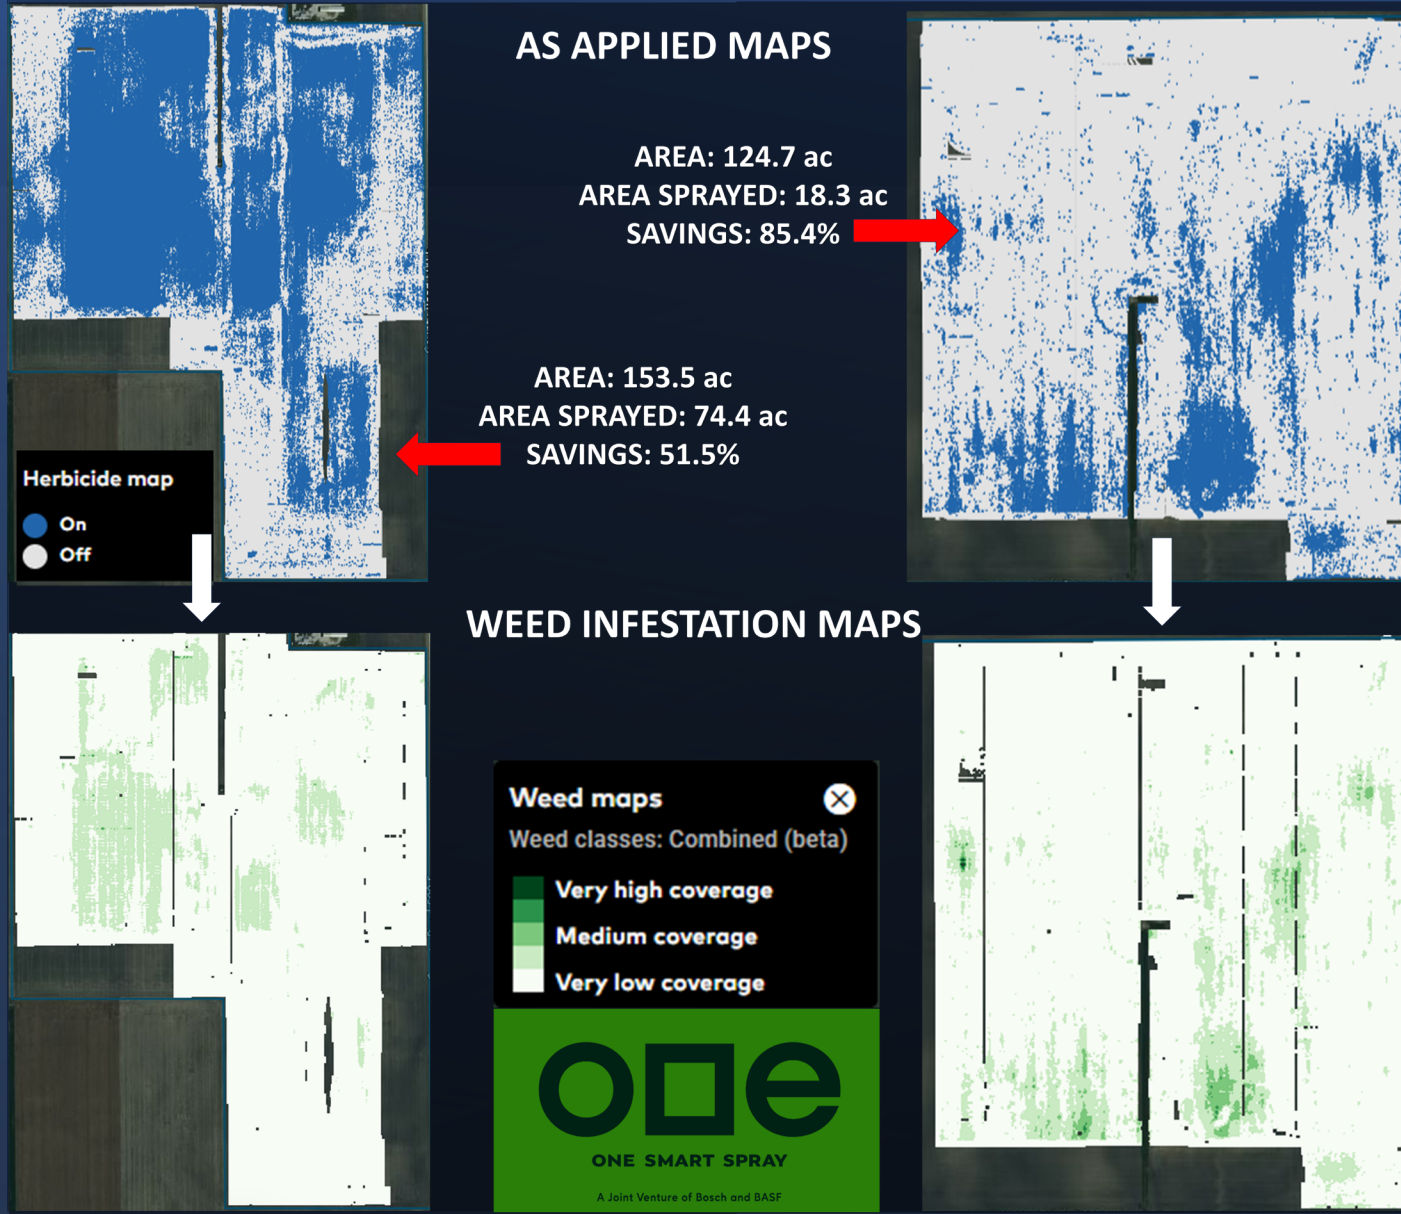 AS APPLIED MAPS
AREA: 124.7 ac
AREA SPRAYED: 18.3 ac
SAVINGS: 85.4%
AREA: 153.5 ac
AREA SPRAYED: 74.4 ac
SAVINGS: 51.5%
Herbicide map
On
Off
WEED INFESTATION MAPS
Weed maps
Weed classes: Combined (beta)
Very high coverage
Medium coverage
Very low coverage
one
ONE SMART SPRAY
A Joint Venture of Bosch and BASF